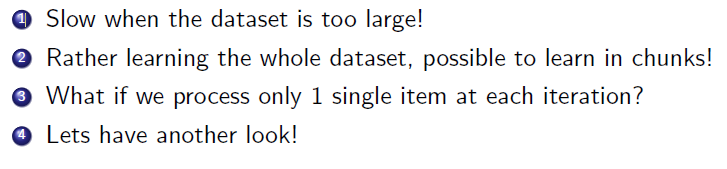 1 Slow when the dataset is too large!
2 Rather learning the whole dataset, possible to learn in chunks!
3 What if we process only 1 single item at each iteration?
4 Lets have another look!